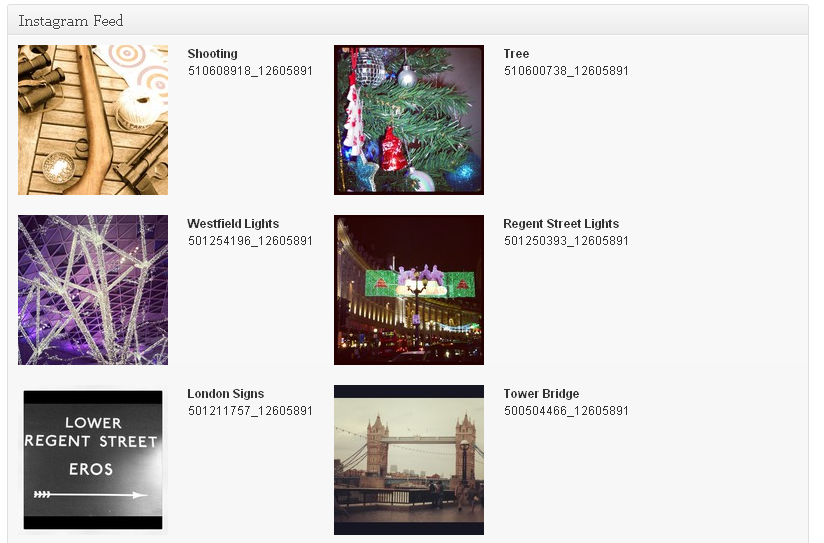 Instagram Feed
Shooting
510608918_12605891
Tree
510600738_12605891
Westfield Lights
501254196_12605891
Regent Street Lights
501250393_12605891
London Signs
501211757_12605891
LOWER
REGENT STREET
EROS
Tower Bridge
500504466_12605891